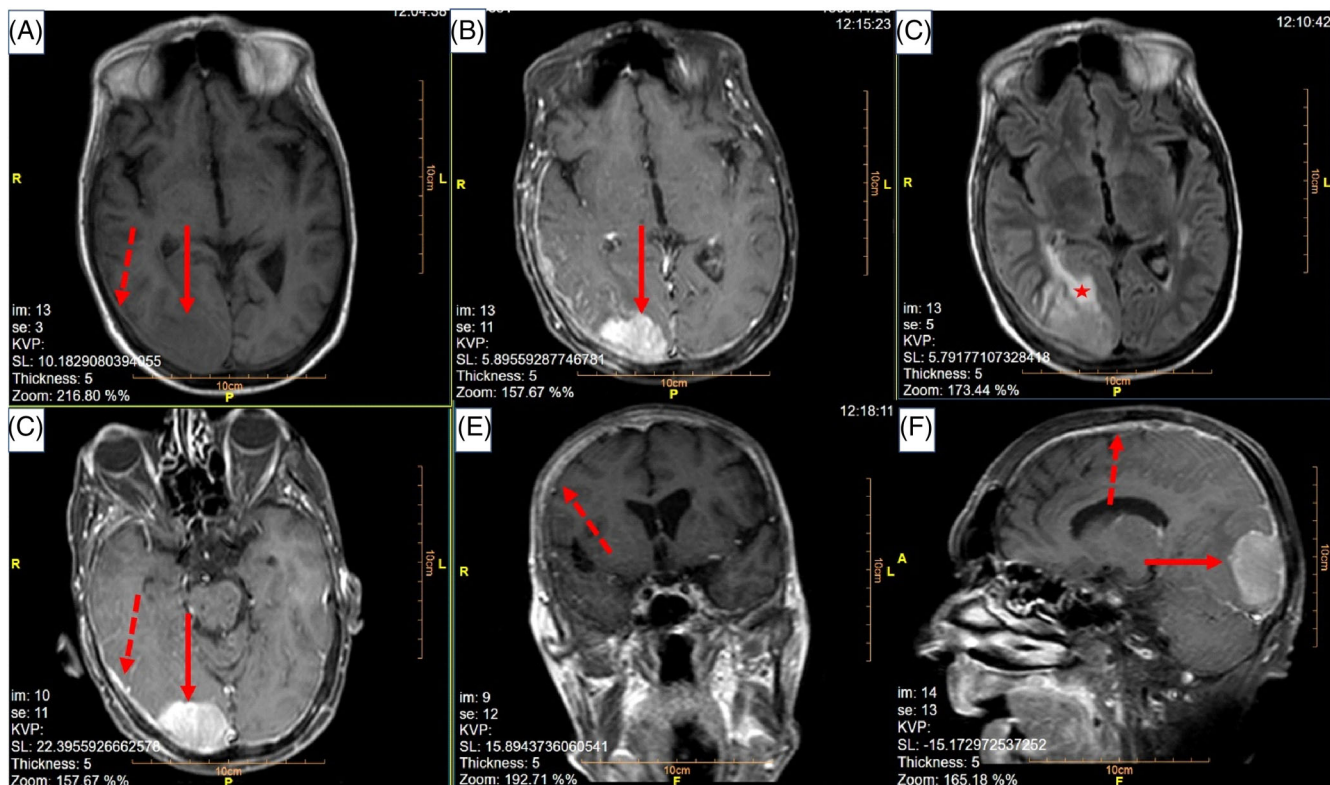 (A)
12:04:38
R
L
10cm
im: 13
se: 3
KVP:
SL: 10.1829080394055
Thickness: 5
Zoom: 216.80 %%
10cm
P
(B)
12:15:23
R
L
10cm
im: 13
se: 11
KVP:
SL: 5.89559287746781
Thickness: 5
Zoom: 157.67 %%
10cm
P
(C)
12:10:42
R
L
10cm
im: 13
se: 5
KVP:
SL: 5.79177107328418
Thickness: 5
Zoom: 173.44 %%
10cm
P
(C)
R
L
10cm
im: 10
se: 11
KVP:
SL: 22.3955926662578
Thickness: 5
Zoom: 157.67 %%
10cm
P
(E)
12:18:11
R
L
10cm
im: 9
se: 12
KVP:
SL: 15.8943736060541
Thickness: 5
Zoom: 192.71 %%
10cm
F
(F)
A
10cm
im: 14
se: 13
KVP:
SL: -15.172972537252
Thickness: 5
Zoom: 165.18 %%
10cm
F